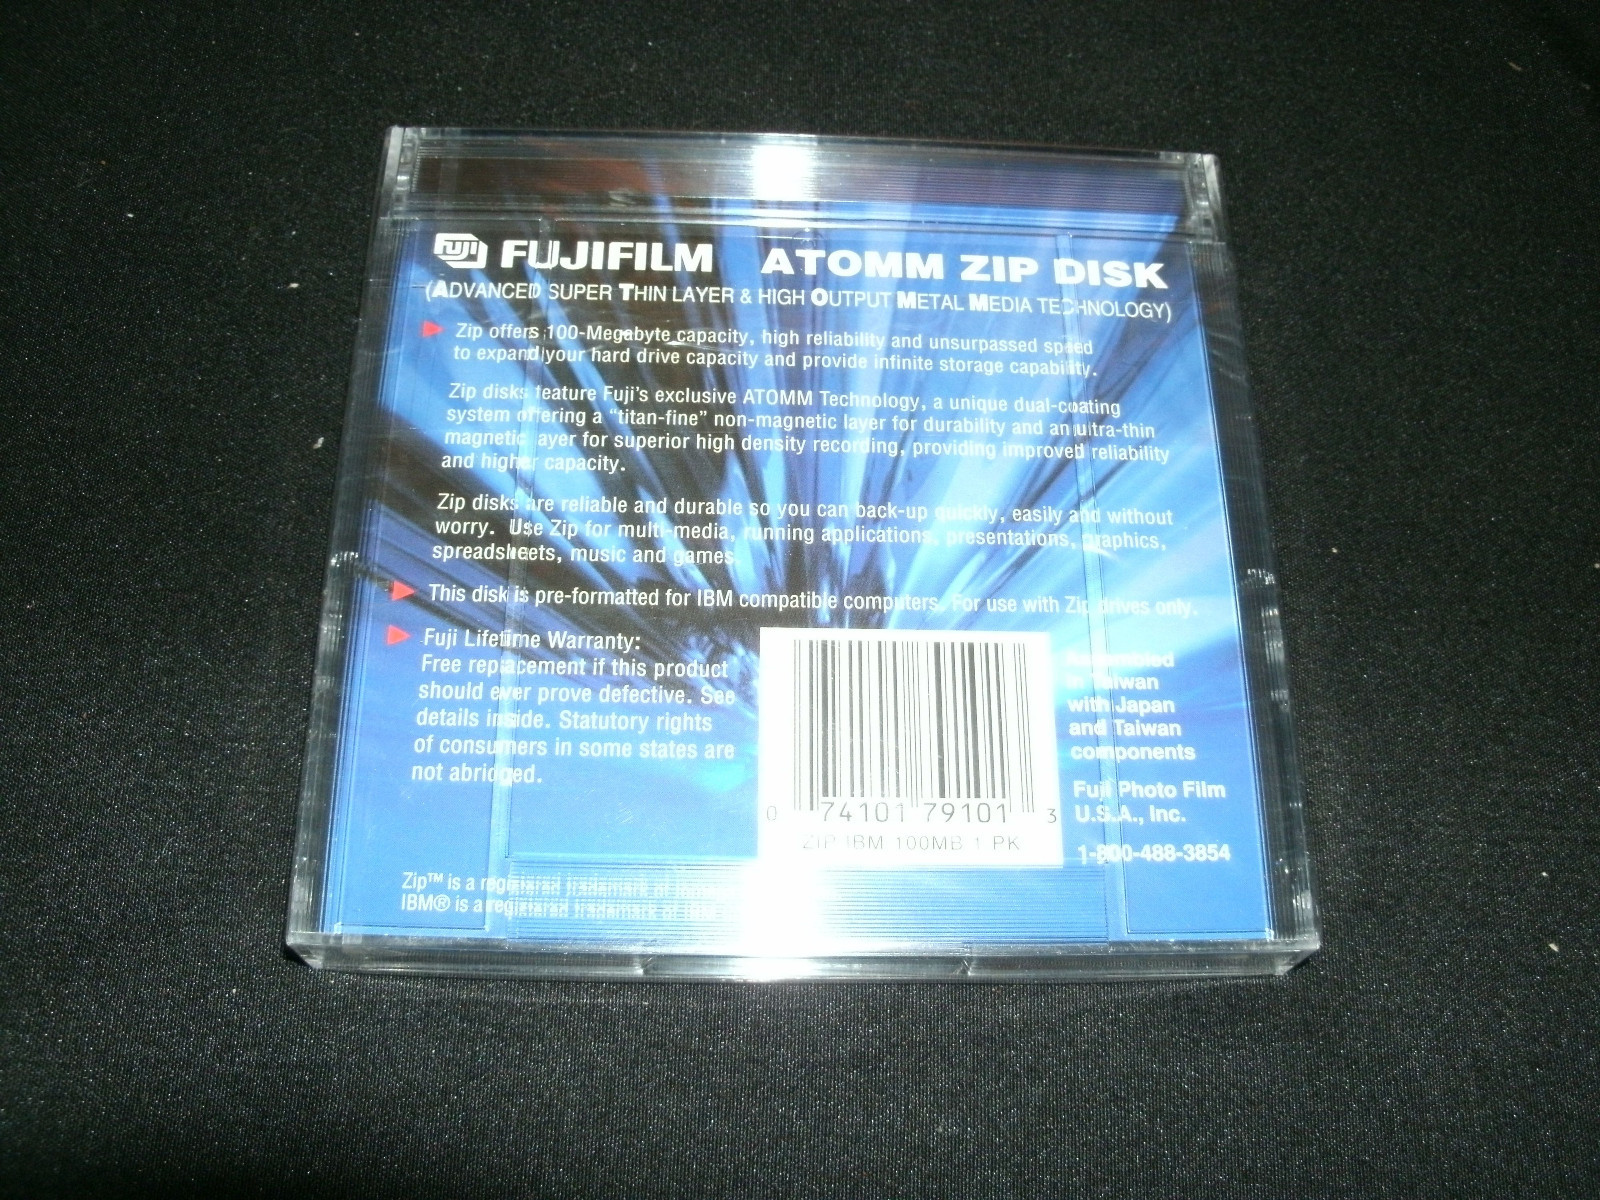 FUJI FUJIFILM ATOMM ZIP DISK
(ADVANCED SUPER THIN LAYER & HIGH OUTPUT METAL MEDIA TECHNOLOGY)
Zip offers 100-Megabyte capacity, high reliability and unsurpassed speed
to expand your hard drive capacity and provide infinite storage capability.
Zip disks feature Fuji's exclusive ATOMM Technology, a unique dual-coating
system offering a "titan-fine" non-magnetic layer for durability and an ultra-thin
magnetic layer for superior high density recording, providing improved reliability
and higher capacity.
Zip disks are reliable and durable so you can back-up quickly, easily and without
worry. Use Zip for multi-media, running applications, presentations, graphics,
spreadsheets, music and games.
This disk is pre-formatted for IBM compatible computers. For use with Zip drives only.
Fuji Lifetime Warranty:
Free replacement if this product
should ever prove defective. See
details inside. Statutory rights
of consumers in some states are
not abridged.
0 74101 79101 3
ZIP IBM 100MB 1 PK
Assembled
in Taiwan
with Japan
and Taiwan
components
Fuji Photo Film
U.S.A., Inc.
1-800-488-3854
Zip™ is a registered trademark of
IBM® is a registered trademark of IBM